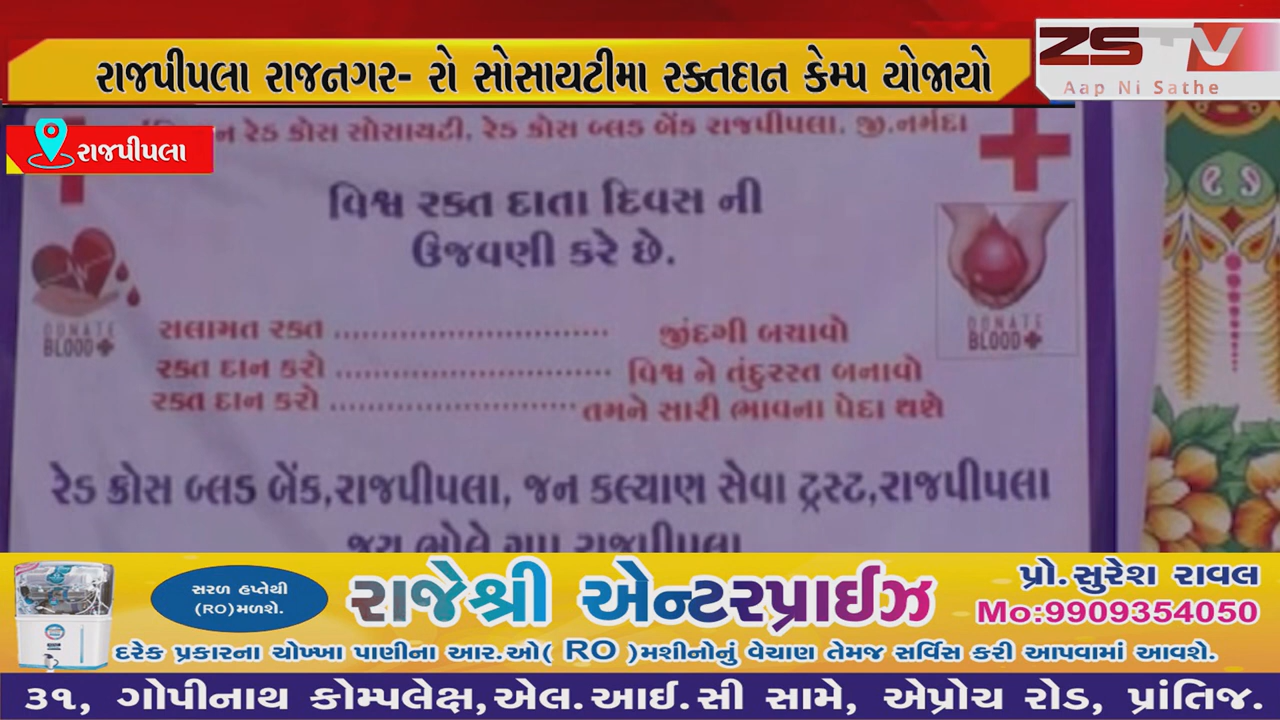 રાજપીપલા રાજનગર- રો સોસાયટીમા રક્તદાન કેમ્પ યોજાયો
ZSTV
Aap Ni Sathe
રાજપીપલા
રેડ ક્રોસ સોસાયટી. રેડ ક્રોસ બ્લડ બેંક રાજપીપલા. જી.નર્મદા
વિશ્વ રક્ત દાતા દિવસ ની
ઉજવણી કરે છે.
DONATE
BLOOD
DONATE
BLOOD
સલામત રક્ત .............................. જીંદગી બચાવો
રક્ત દાન કરો .............................. વિશ્વ ને તંદુરસ્ત બનાવો
રક્ત દાન કરો ..............................તમને સારી ભાવના પેદા થશે
રેડ ક્રોસ બ્લડ બેંક,રાજપીપલા, જન કલ્યાણ સેવા ટ્રસ્ટ,રાજપીપલા
જય ભોલે ગ્રુપ રાજપીપલા
સરળ હપ્તેથી
(RO)મળશે.
રાજેશ્રી એન્ટરપ્રાઈઝ
પ્રો.સુરેશ રાવલ
Mo:9909354050
દરેક પ્રકારના ચોખ્ખા પાણીના આર.ઓ( RO )મશીનોનું વેચાણ તેમજ સર્વિસ કરી આપવામાં આવશે.
૩૧, ગોપીનાથ કોમ્પલેક્ષ,એલ.આઈ.સી સામે, એપ્રોચ રોડ, પ્રાંતિજ.